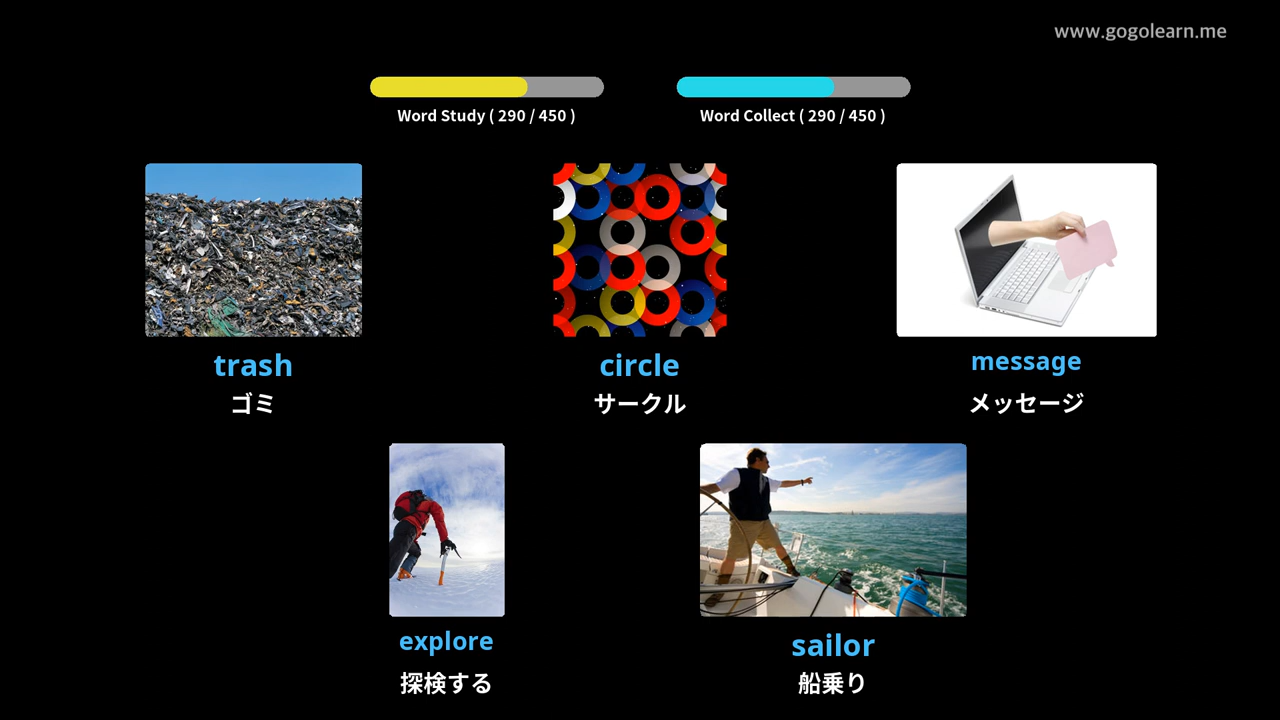 www.gogolearn.me
Word Study ( 290 / 450 )
Word Collect ( 290 / 450 )
trash
ゴミ
circle
サークル
message
メッセージ
explore
探検する
sailor
船乗り